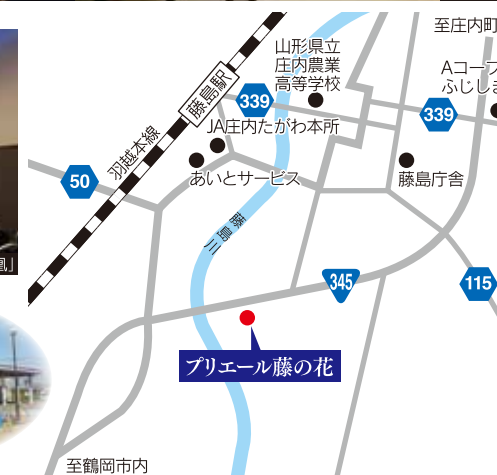 至庄内町
山形県立
庄内農業
高等学校
Aコープ
ふじしま
藤島駅
339
339
JA庄内たがわ本所
羽越本線
50
あいとサービス
藤島庁舎
藤島川
345
115
凰」
プリエール藤の花
至鶴岡市内